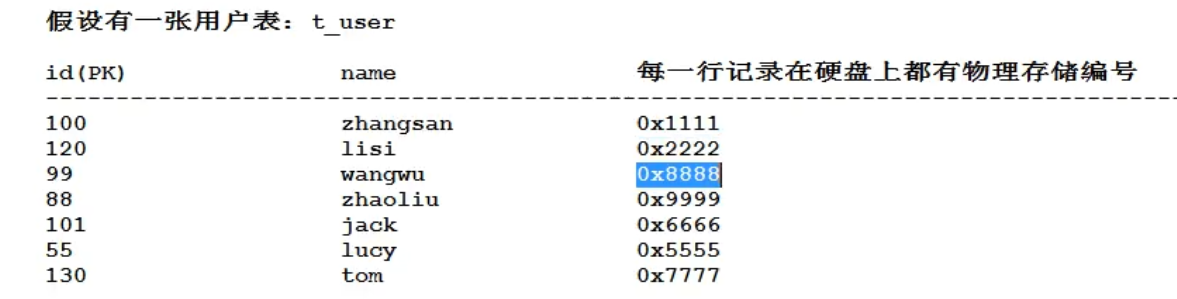 假设有一张用户表：t_user
id(PK) name 每一行记录在硬盘上都有物理存储编号
--------------------------------------------------------------------------------
100 zhangsan 0x1111
120 lisi 0x2222
99 wangwu 0x8888
88 zhaoliu 0x9999
101 jack 0x6666
55 lucy 0x5555
130 tom 0x7777